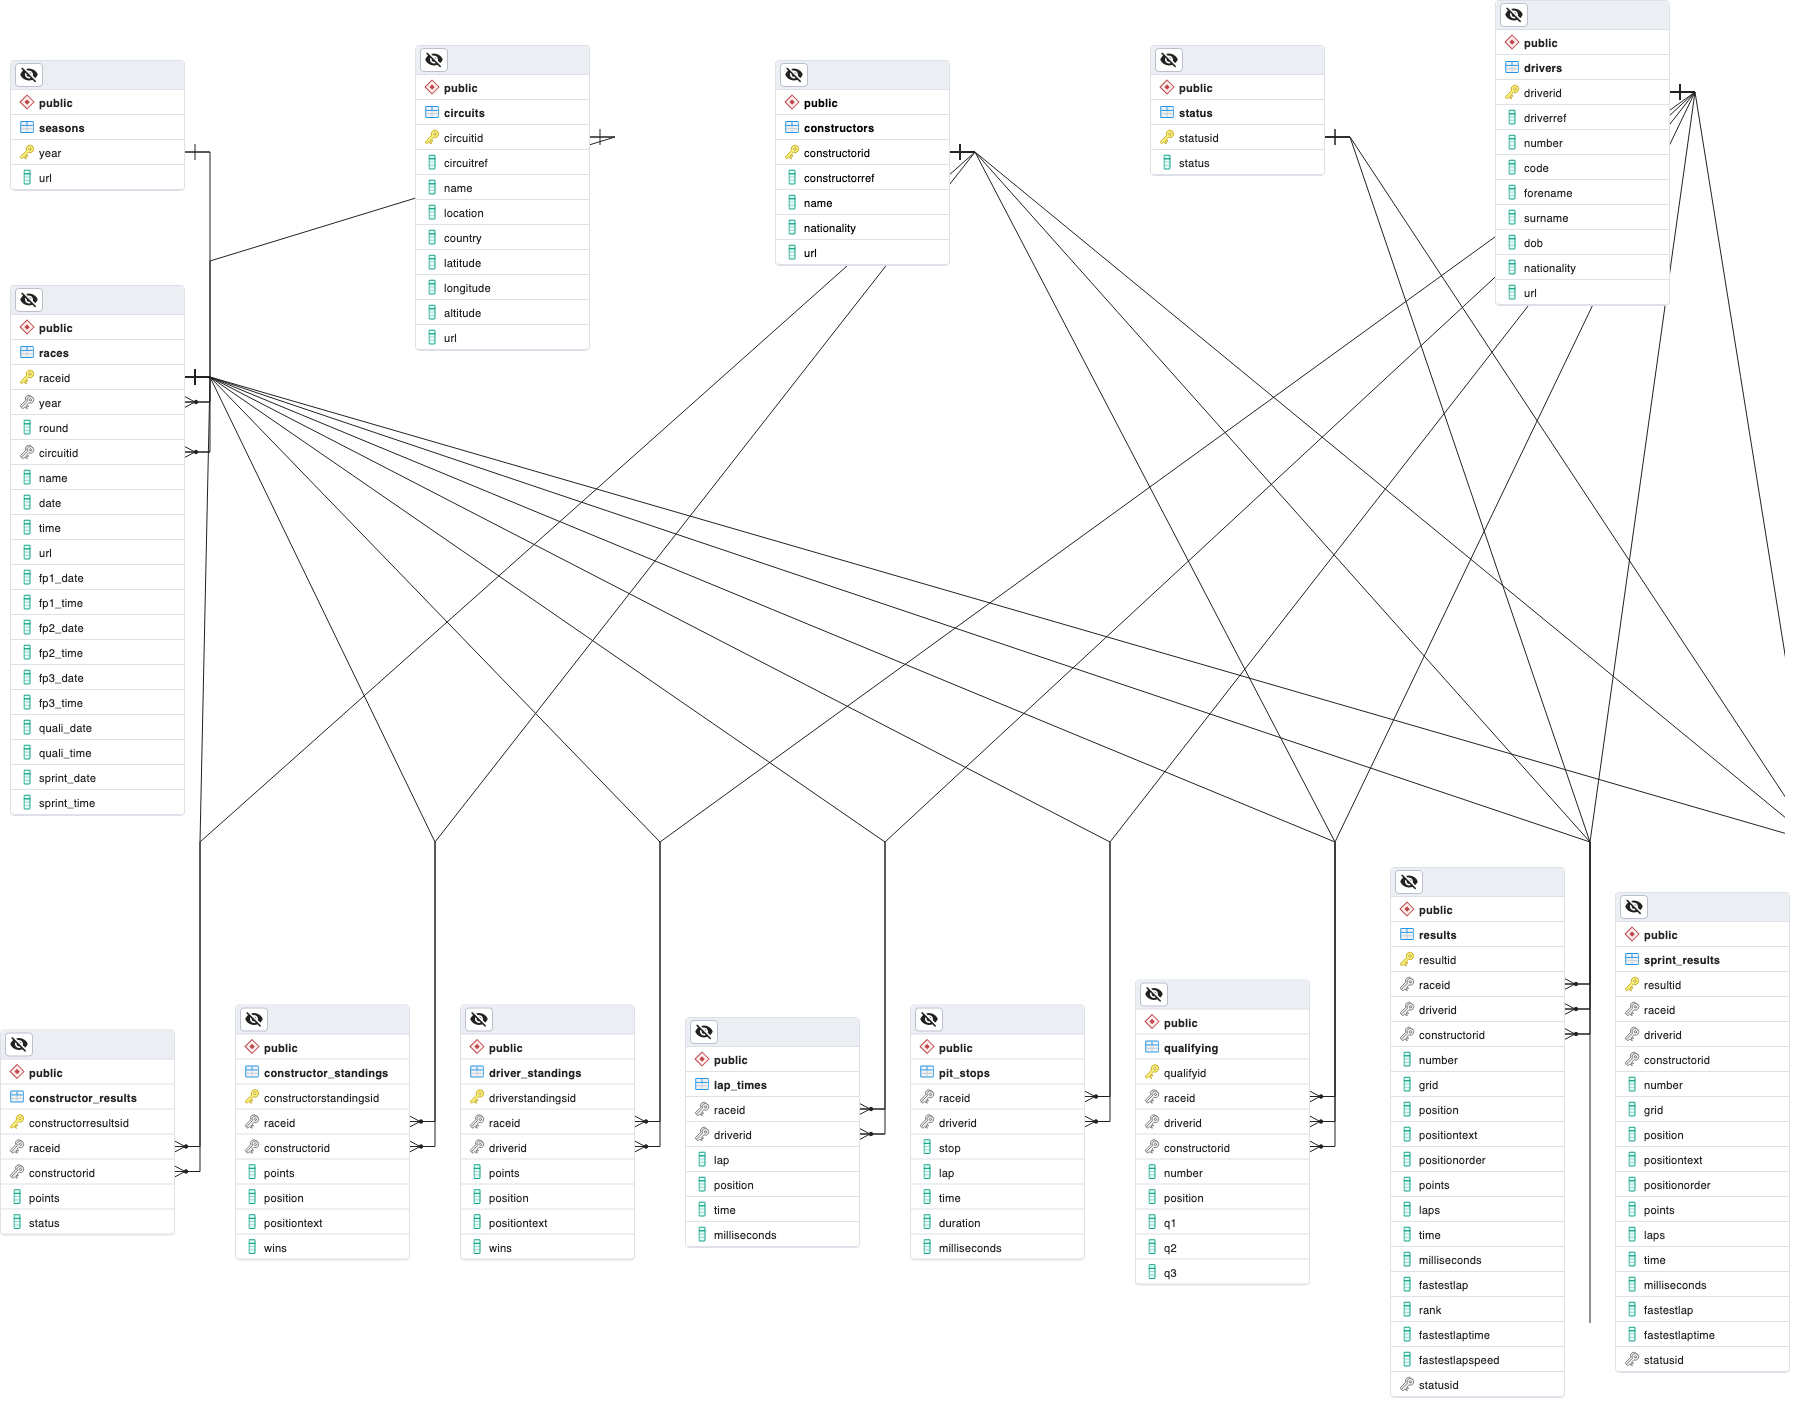 public
seasons
year
url
public
circuits
circuitid
circuitref
name
location
country
latitude
longitude
altitude
url
public
constructors
constructorid
constructorref
name
nationality
url
public
status
statusid
status
public
drivers
driverid
driverref
number
code
forename
surname
dob
nationality
url
public
races
raceid
year
round
circuitid
name
date
time
url
fp1_date
fp1_time
fp2_date
fp2_time
fp3_date
fp3_time
quali_date
quali_time
sprint_date
sprint_time
public
constructor_results
constructorresultsid
raceid
constructorid
points
status
public
constructor_standings
constructorstandingsid
raceid
constructorid
points
position
positiontext
wins
public
driver_standings
driverstandingsid
raceid
driverid
points
position
positiontext
wins
public
lap_times
raceid
driverid
lap
position
time
milliseconds
public
pit_stops
raceid
driverid
stop
lap
time
duration
milliseconds
public
qualifying
qualifyid
raceid
driverid
constructorid
number
position
q1
q2
q3
public
results
resultid
raceid
driverid
constructorid
number
grid
position
positiontext
positionorder
points
laps
time
milliseconds
fastestlap
rank
fastestlaptime
fastestlapspeed
statusid
public
sprint_results
resultid
raceid
driverid
constructorid
number
grid
position
positiontext
positionorder
points
laps
time
milliseconds
fastestlap
fastestlaptime
statusid